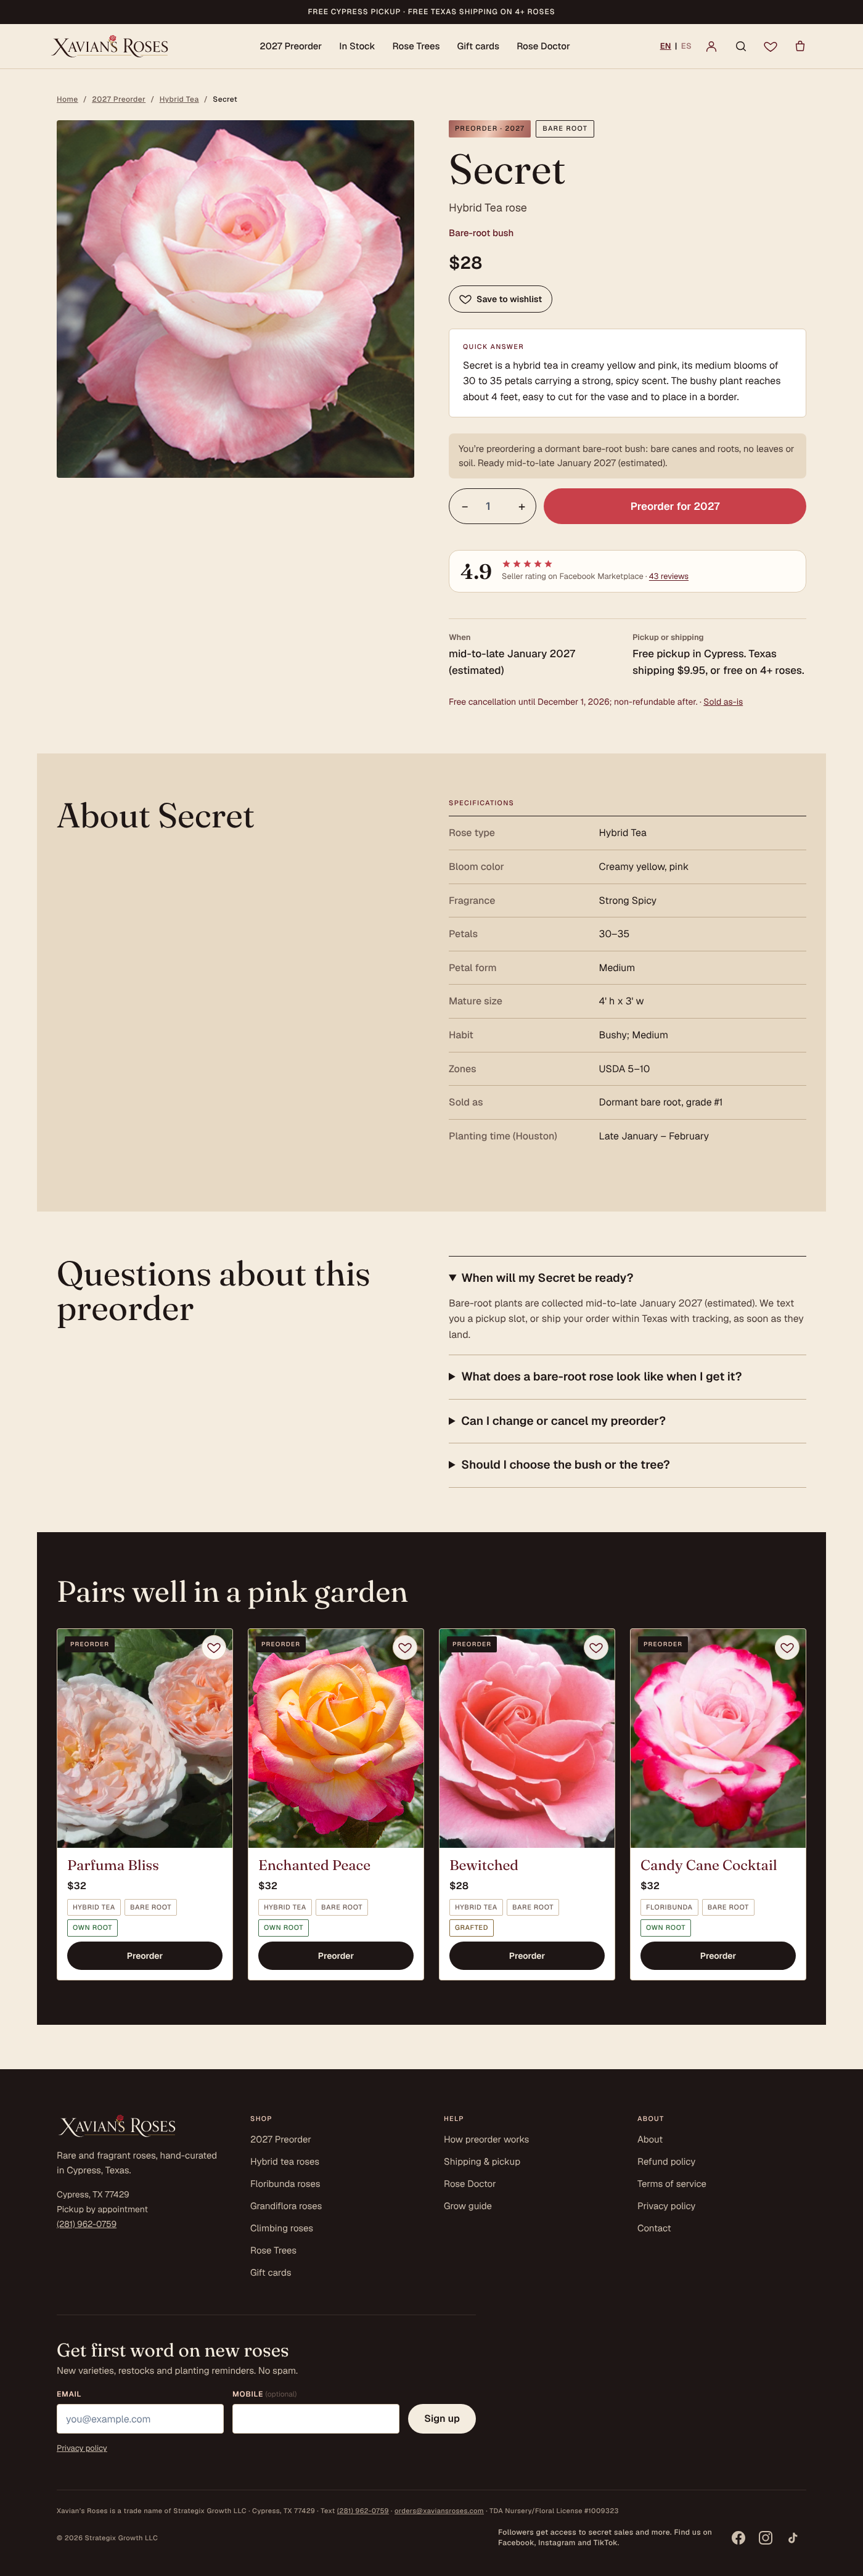 FREE CYPRESS PICKUP · FREE TEXAS SHIPPING ON 4+ ROSES
XAVIAN'S ROSES
2027 Preorder In Stock Rose Trees Gift cards Rose Doctor
EN | ES
Home / 2027 Preorder / Hybrid Tea / Secret
PREORDER · 2027
BARE ROOT
Secret
Hybrid Tea rose
Bare-root bush
$28
Save to wishlist
QUICK ANSWER
Secret is a hybrid tea in creamy yellow and pink, its medium blooms of
30 to 35 petals carrying a strong, spicy scent. The bushy plant reaches
about 4 feet, easy to cut for the vase and to place in a border.
You're preordering a dormant bare-root bush: bare canes and roots, no leaves or
soil. Ready mid-to-late January 2027 (estimated).
− 1 +
Preorder for 2027
4.9
★★★★★
Seller rating on Facebook Marketplace · 43 reviews
When
mid-to-late January 2027
(estimated)
Pickup or shipping
Free pickup in Cypress. Texas
shipping $9.95, or free on 4+ roses.
Free cancellation until December 1, 2026; non-refundable after. · Sold as-is
About Secret
SPECIFICATIONS
Rose type Hybrid Tea
Bloom color Creamy yellow, pink
Fragrance Strong Spicy
Petals 30–35
Petal form Medium
Mature size 4' h x 3' w
Habit Bushy; Medium
Zones USDA 5–10
Sold as Dormant bare root, grade #1
Planting time (Houston) Late January – February
Questions about this
preorder
▼ When will my Secret be ready?
Bare-root plants are collected mid-to-late January 2027 (estimated). We text
you a pickup slot, or ship your order within Texas with tracking, as soon as they
land.
▶ What does a bare-root rose look like when I get it?
▶ Can I change or cancel my preorder?
▶ Should I choose the bush or the tree?
Pairs well in a pink garden
PREORDER
Parfuma Bliss
$32
HYBRID TEA BARE ROOT
OWN ROOT
Preorder
PREORDER
Enchanted Peace
$32
HYBRID TEA BARE ROOT
OWN ROOT
Preorder
PREORDER
Bewitched
$28
HYBRID TEA BARE ROOT
GRAFTED
Preorder
PREORDER
Candy Cane Cocktail
$32
FLORIBUNDA BARE ROOT
OWN ROOT
Preorder
XAVIAN'S ROSES
Rare and fragrant roses, hand-curated
in Cypress, Texas.
Cypress, TX 77429
Pickup by appointment
(281) 962-0759
SHOP
2027 Preorder
Hybrid tea roses
Floribunda roses
Grandiflora roses
Climbing roses
Rose Trees
Gift cards
HELP
How preorder works
Shipping & pickup
Rose Doctor
Grow guide
ABOUT
About
Refund policy
Terms of service
Privacy policy
Contact
Get first word on new roses
New varieties, restocks and planting reminders. No spam.
EMAIL
you@example.com
MOBILE (optional)
Sign up
Privacy policy
Xavian's Roses is a trade name of Strategix Growth LLC · Cypress, TX 77429 · Text (281) 962-0759 · orders@xaviansroses.com · TDA Nursery/Floral License #1009323
© 2026 Strategix Growth LLC
Followers get access to secret sales and more. Find us on
Facebook, Instagram and TikTok.